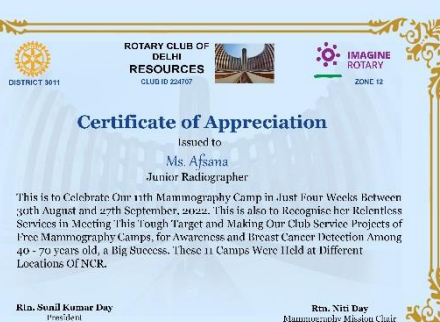 ROTARY CLUB OF
DELHI
RESOURCES
CLUB ID 224707
DISTRICT 3011
IMAGINE
ROTARY
ZONE 12
Certificate of Appreciation
Issued to
Ms. Afsana
Junior Radiographer
This is to Celebrate Our 11th Mammography Camp in Just Four Weeks Between
30th August and 27th September, 2022. This is also to Recognise her Relentless
Services in Meeting This Tough Target and Making Our Club Service Projects of
Free Mammography Camps, for Awareness and Breast Cancer Detection Among
40 - 70 years old, a Big Success. These 11 Camps Were Held at Different
Locations Of NCR.
Rtn. Sunil Kumar Day
President
Rtn. Niti Day
Mammography Mission Chair